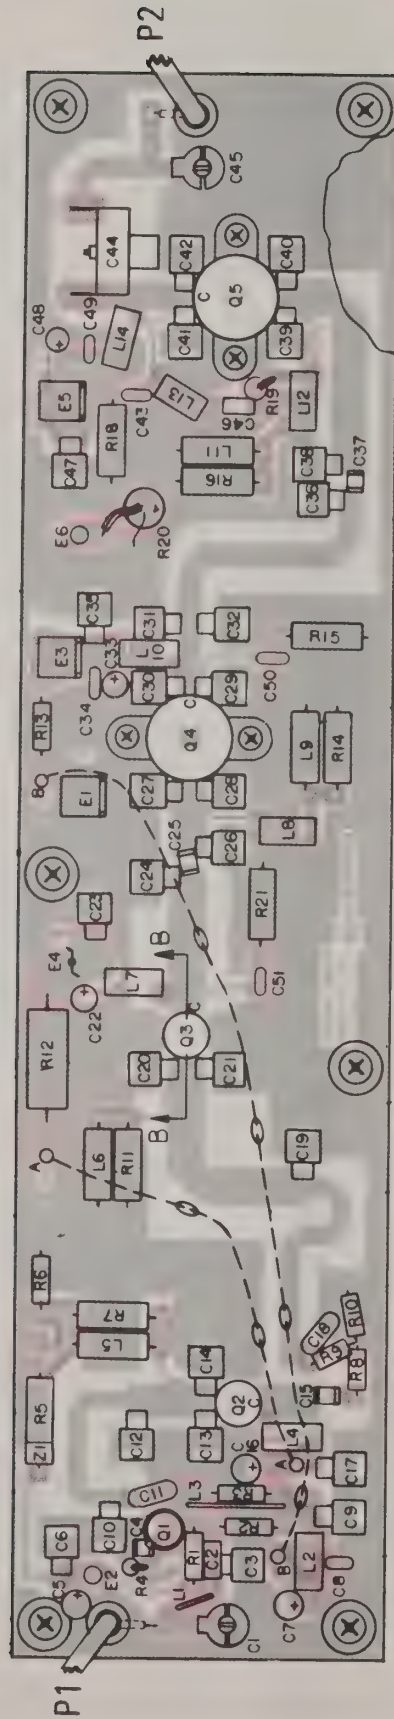 P1
P2
C5
C6
E2
C10
C4
R4
Q1
R1
C2
C3
L1
C1
B
L2
C7
C8
C9
C11
L3
C12
Z1
R5
C13
C14
Q2
C
C
16
A
L4
C17
C15
R8
R9
C18
R10
L5
R7
R6
A
L6
R11
R12
B
B
C19
C20
C21
Q3
C
C22
E4
L7
C23
C51
R21
C24
C25
C26
L8
B
E1
R13
C27
C28
Q4
C
L9
R14
R15
E3
C34
C33
C35
L10
C30
C31
C29
C32
C50
E6
R20
C47
E5
R18
C43
L13
L14
C48
C49
R16
L11
C46
R19
C36
C38
C37
L12
C41
C42
C39
C40
C
Q5
C44
C45
A